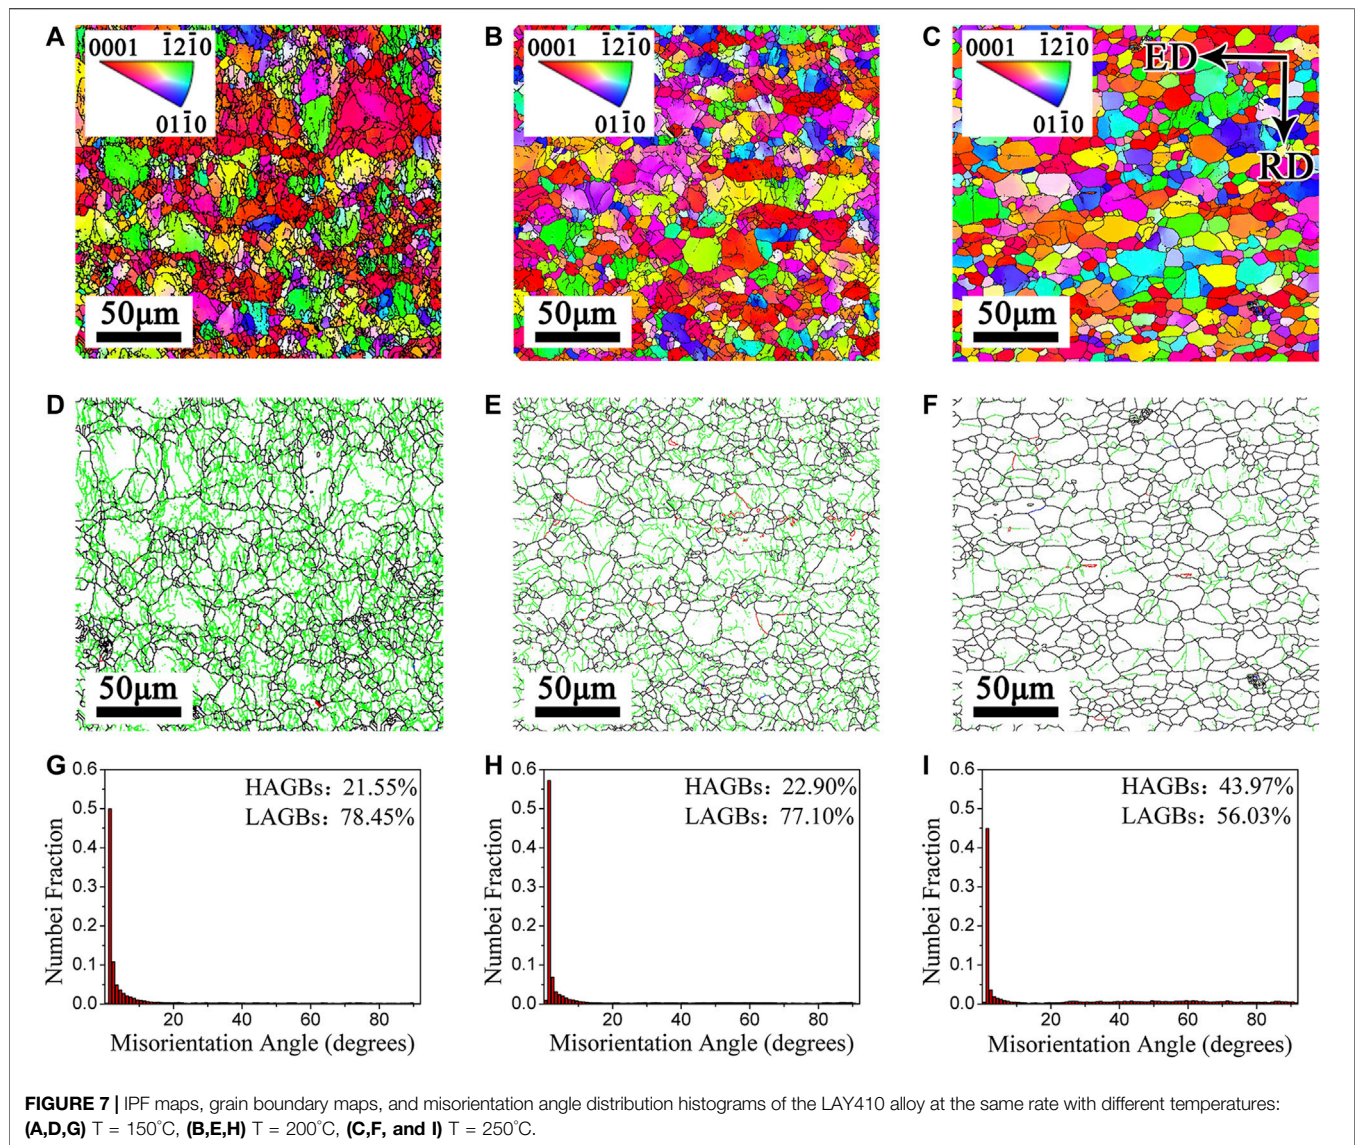 A
0001 1̅21̅0
011̅0
50μm
B
0001 1̅21̅0
011̅0
50μm
C
0001 1̅21̅0
011̅0
ED
RD
50μm
D
50μm
E
50μm
F
50μm
G
HAGBs: 21.55%
LAGBs: 78.45%
0.6
0.5
0.4
0.3
0.2
0.1
0.0
20 40 60 80
Numbei Fraction
Misorientation Angle (degrees)
H
HAGBs: 22.90%
LAGBs: 77.10%
0.6
0.5
0.4
0.3
0.2
0.1
0.0
20 40 60 80
Numbei Fraction
Misorientation Angle (degrees)
I
HAGBs: 43.97%
LAGBs: 56.03%
0.6
0.5
0.4
0.3
0.2
0.1
0.0
20 40 60 80
Numbei Fraction
Misorientation Angle (degrees)
FIGURE 7 | IPF maps, grain boundary maps, and misorientation angle distribution histograms of the LAY410 alloy at the same rate with different temperatures:
(A,D,G) T = 150°C, (B,E,H) T = 200°C, (C,F, and I) T = 250°C.